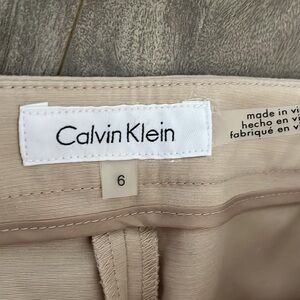 Calvin Klein
6
made in
hecho en
fabriqué en